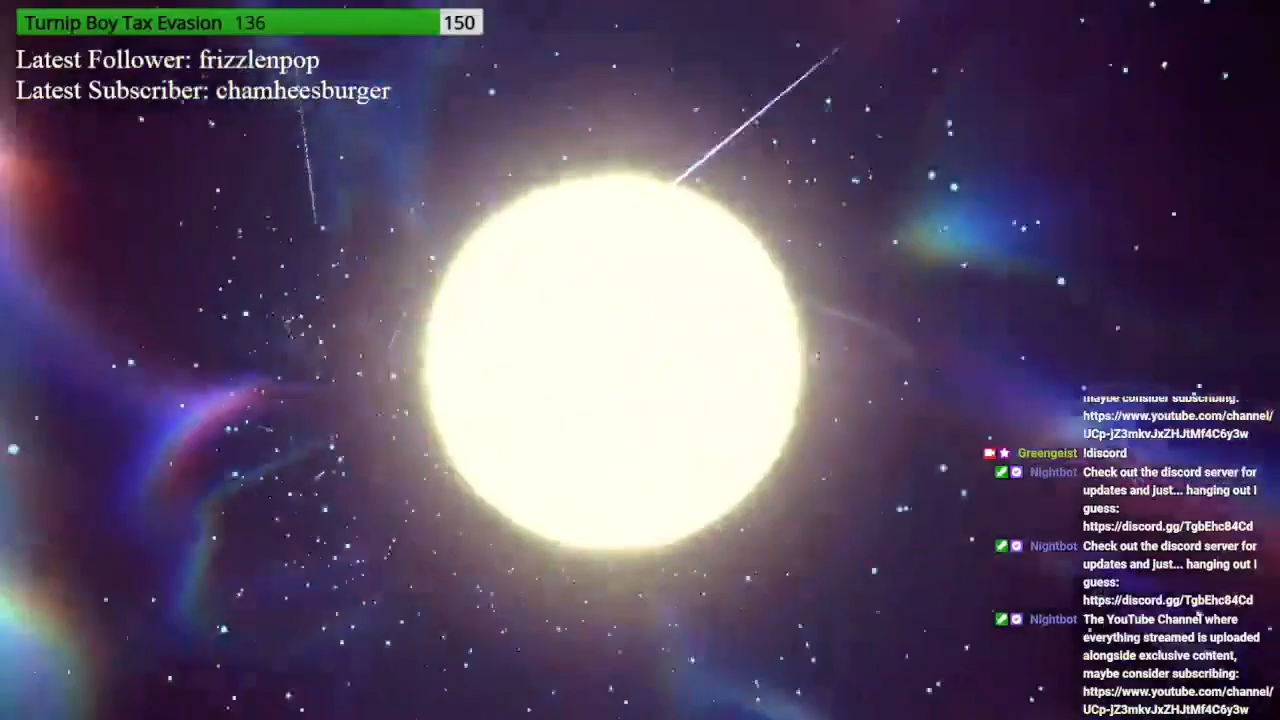 Turnip Boy Tax Evasion 136 150
Latest Follower: frizzlenpop
Latest Subscriber: chamheesburger
maybe consider subscribing:
https://www.youtube.com/channel/
UCp-jZ3mkvJxZHJtMf4C6y3w
Greengeist !discord
Nightbot Check out the discord server for
updates and just... hanging out I
guess:
https://discord.gg/TgbEhc84Cd
Nightbot Check out the discord server for
updates and just... hanging out I
guess:
https://discord.gg/TgbEhc84Cd
Nightbot The YouTube Channel where
everything streamed is uploaded
alongside exclusive content,
maybe consider subscribing:
https://www.youtube.com/channel/
UCp-jZ3mkvJxZHJtMf4C6y3w